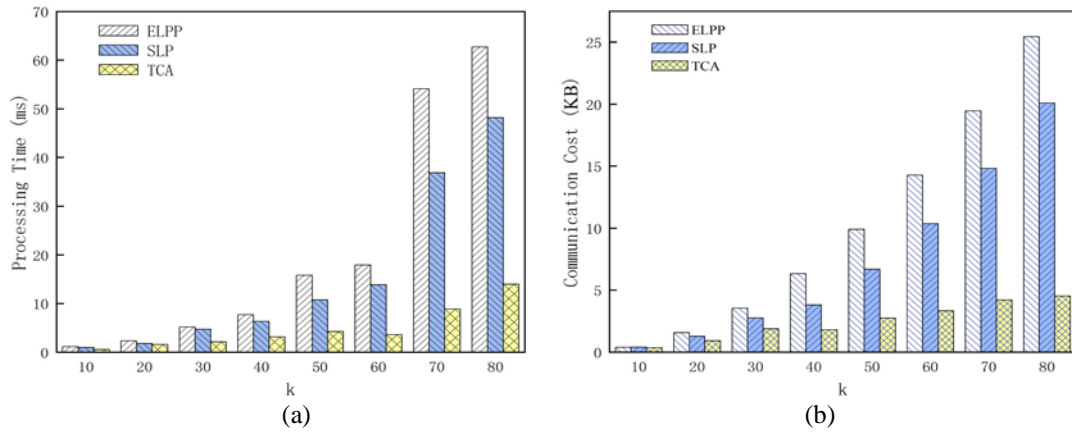 70
60
50
40
30
20
10
0
Processing Time (ms)
ELPP
SLP
TCA
10 20 30 40 50 60 70 80
k
(a)
25
20
15
10
5
0
Communication Cost (KB)
ELPP
SLP
TCA
10 20 30 40 50 60 70 80
k
(b)